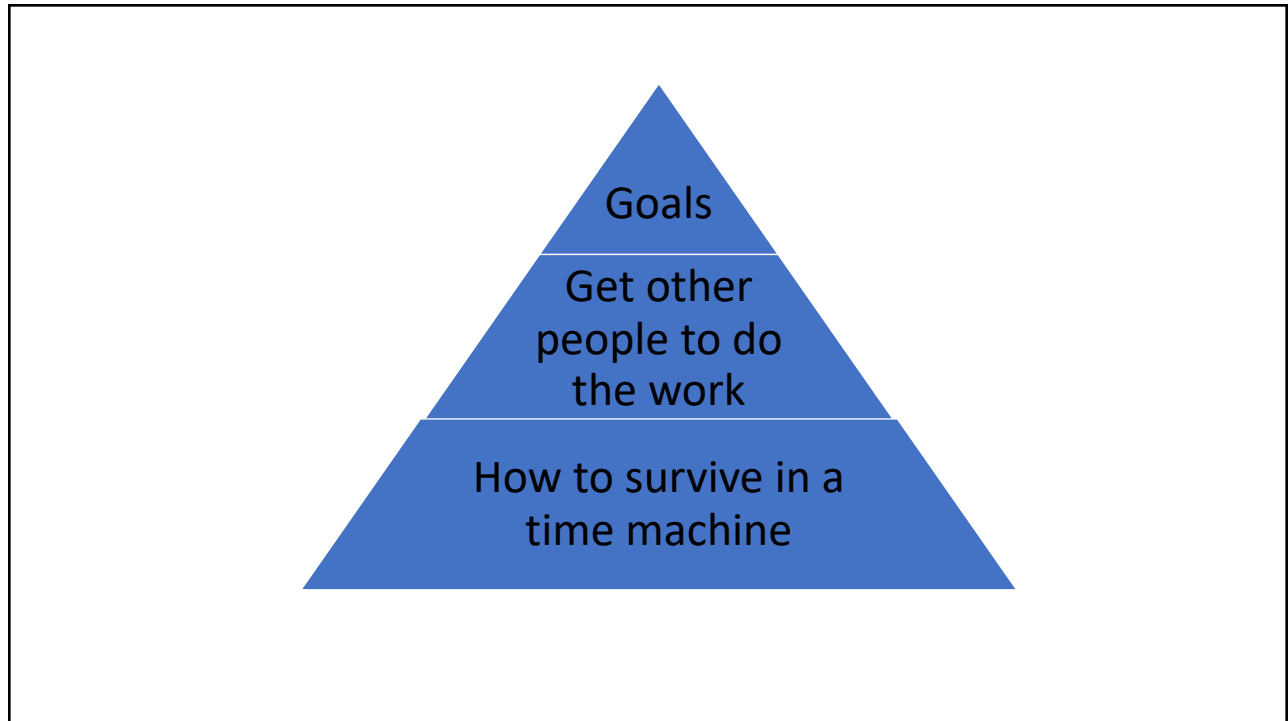 Goals
Get other
people to do
the work
How to survive in a
time machine